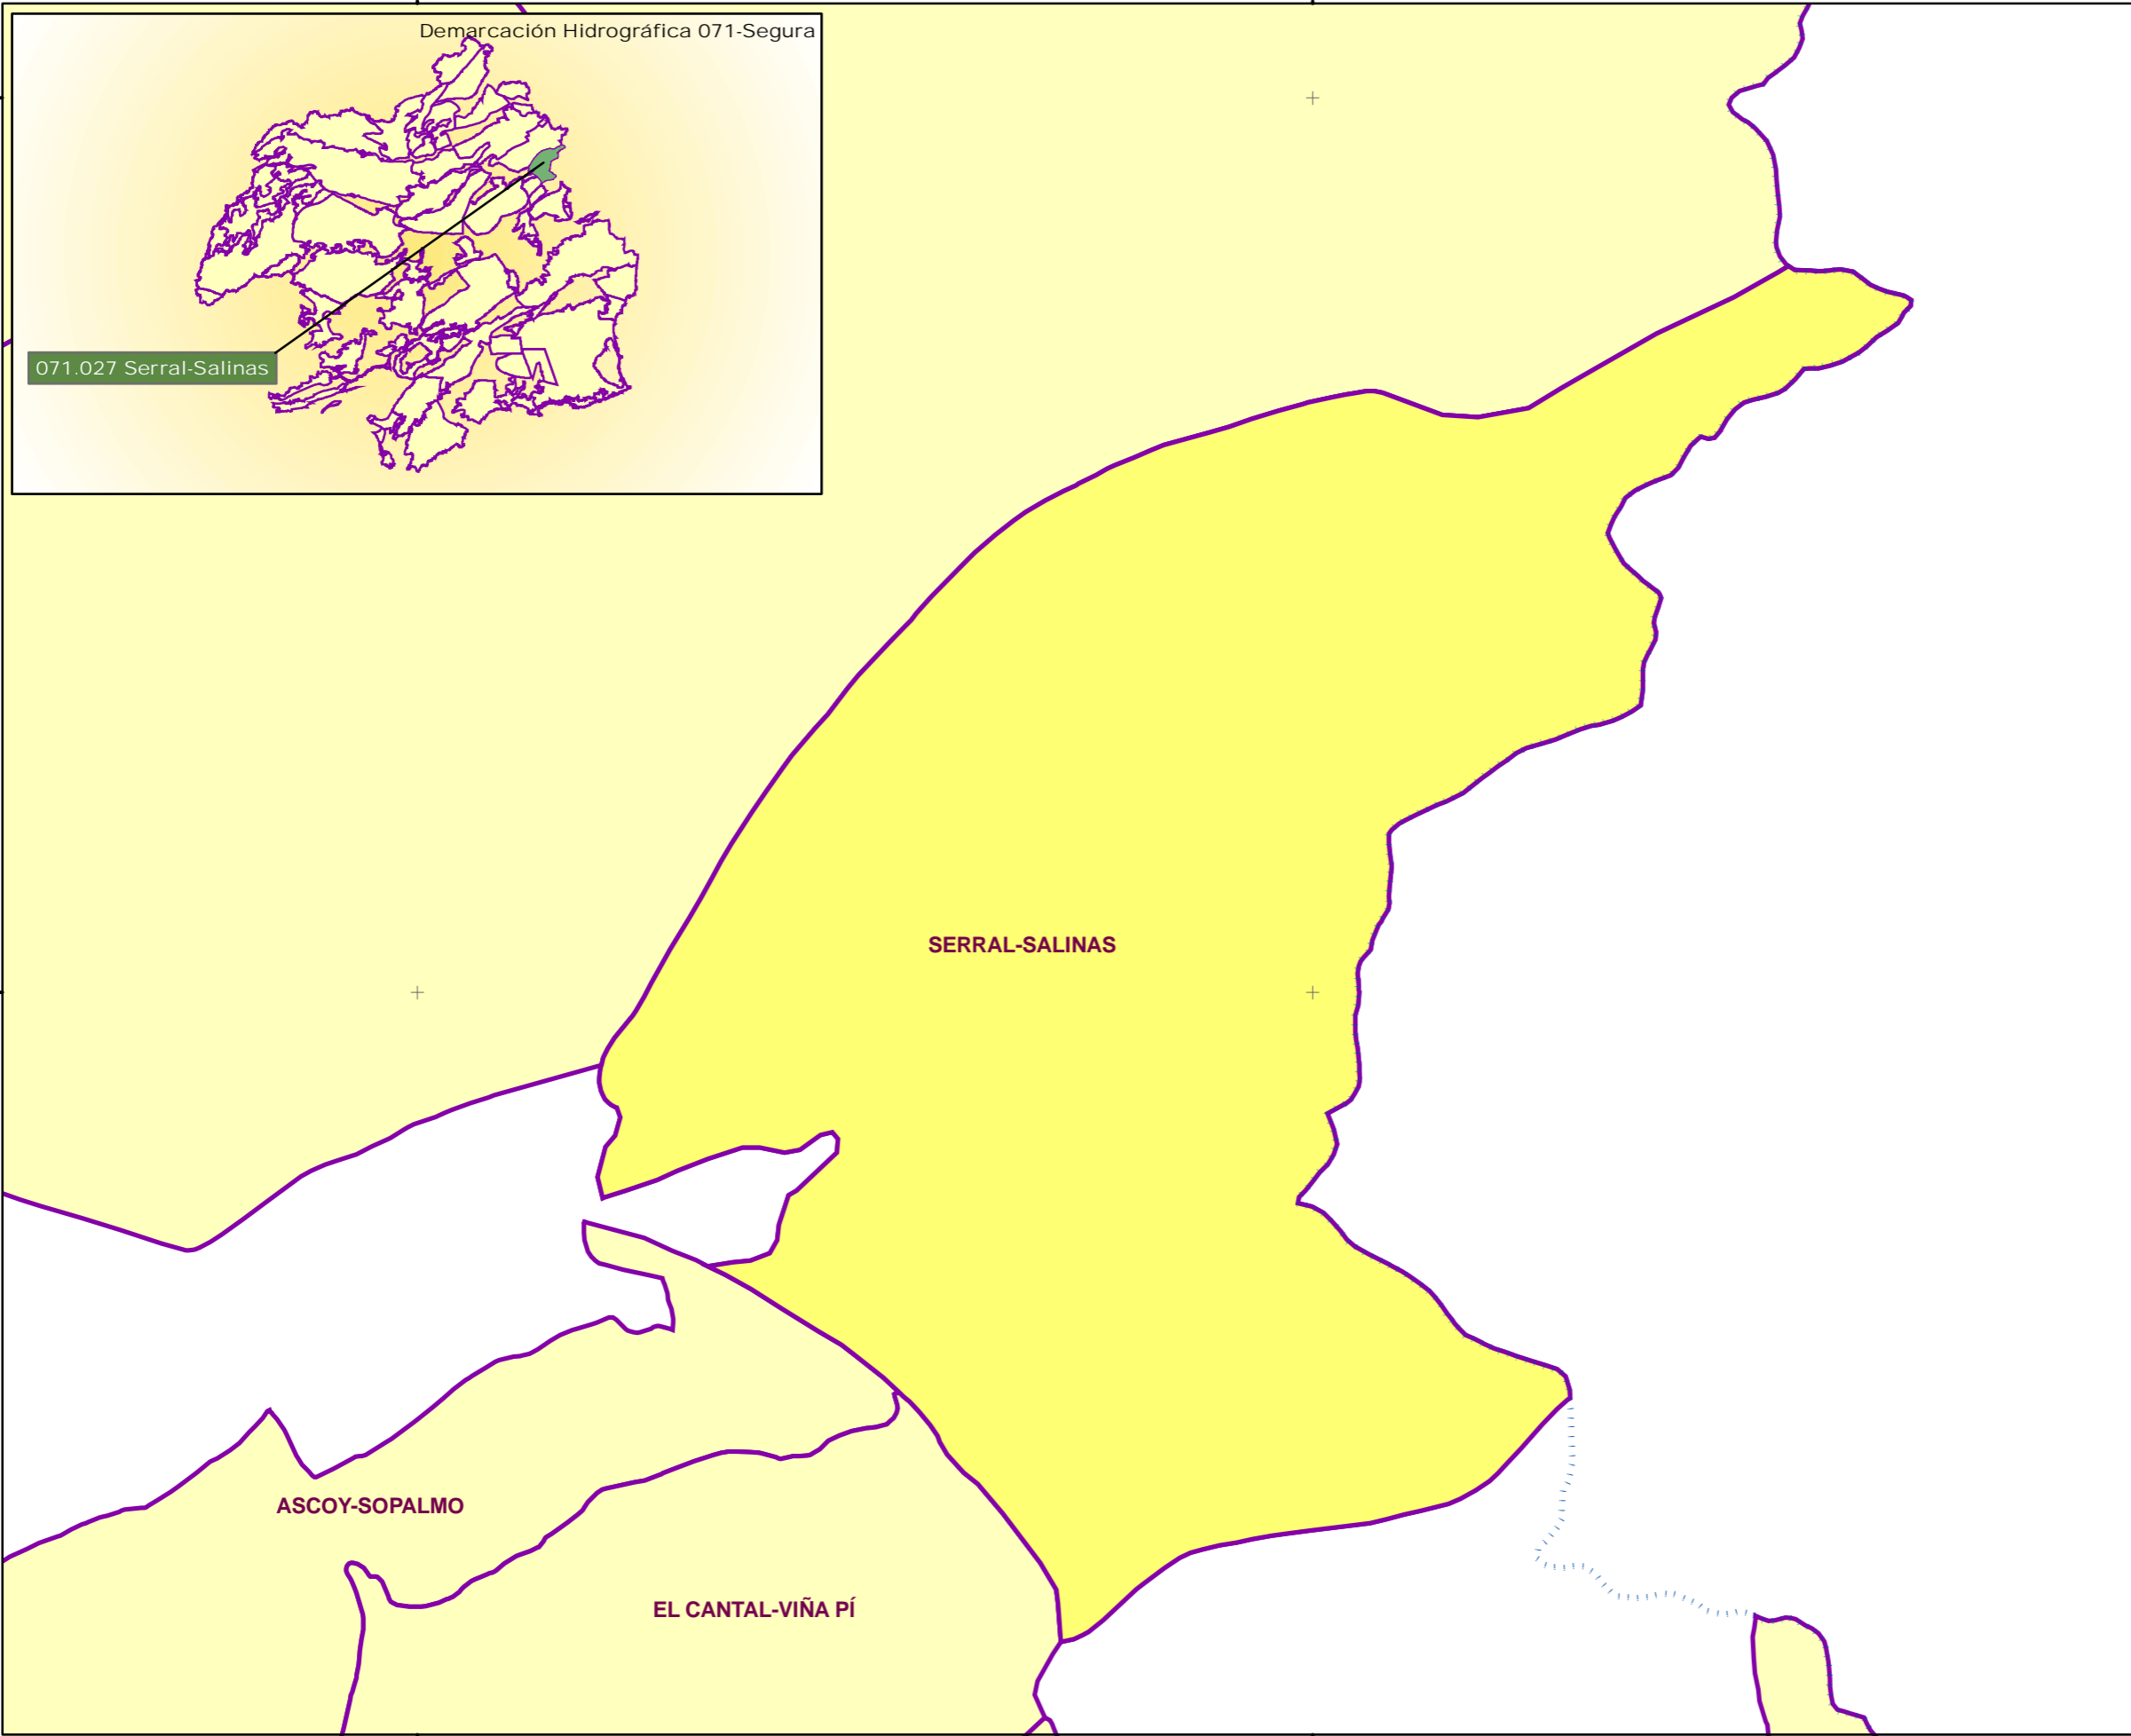 Demarcación Hidrográfica 071-Segura
071.027 Serral-Salinas
SERRAL-SALINAS
ASCOY-SOPALMO
EL CANTAL-VIÑA PÍ